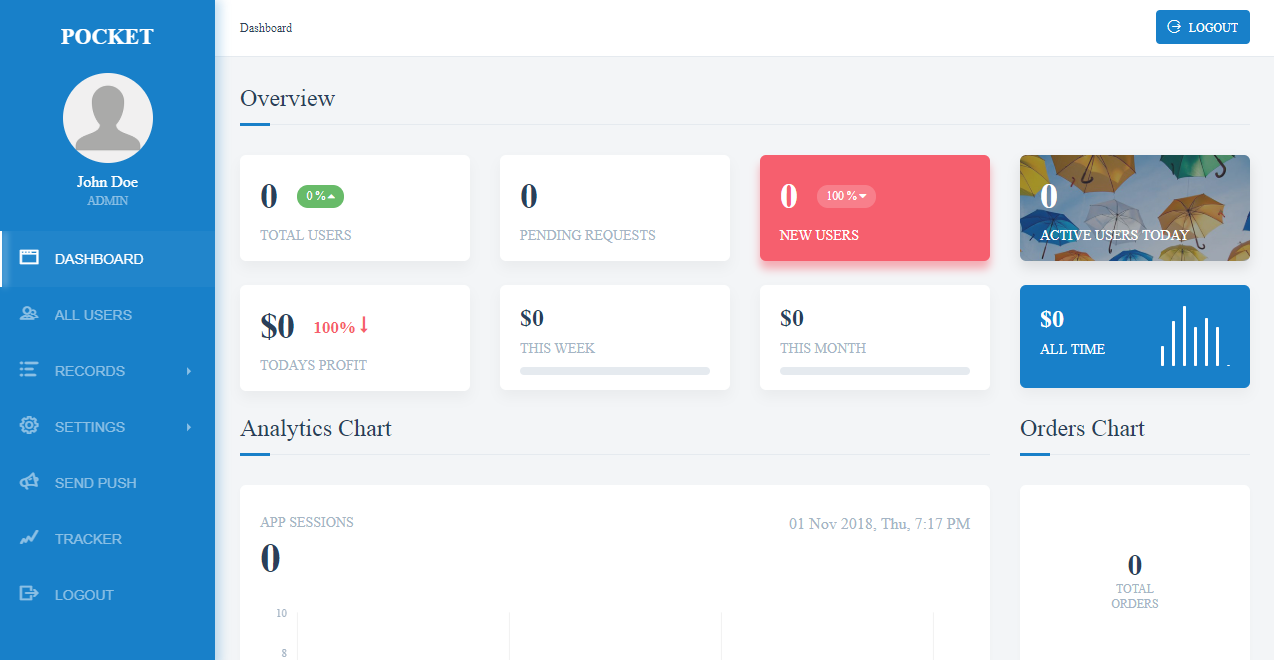 POCKET
John Doe
ADMIN
DASHBOARD
ALL USERS
RECORDS
SETTINGS
SEND PUSH
TRACKER
LOGOUT
Dashboard
LOGOUT
Overview
0 0 %
TOTAL USERS
0
PENDING REQUESTS
0 100 %
NEW USERS
0
ACTIVE USERS TODAY
$0 100%
TODAYS PROFIT
$0
THIS WEEK
$0
THIS MONTH
$0
ALL TIME
Analytics Chart
APP SESSIONS
01 Nov 2018, Thu, 7:17 PM
0
10
8
Orders Chart
0
TOTAL
ORDERS